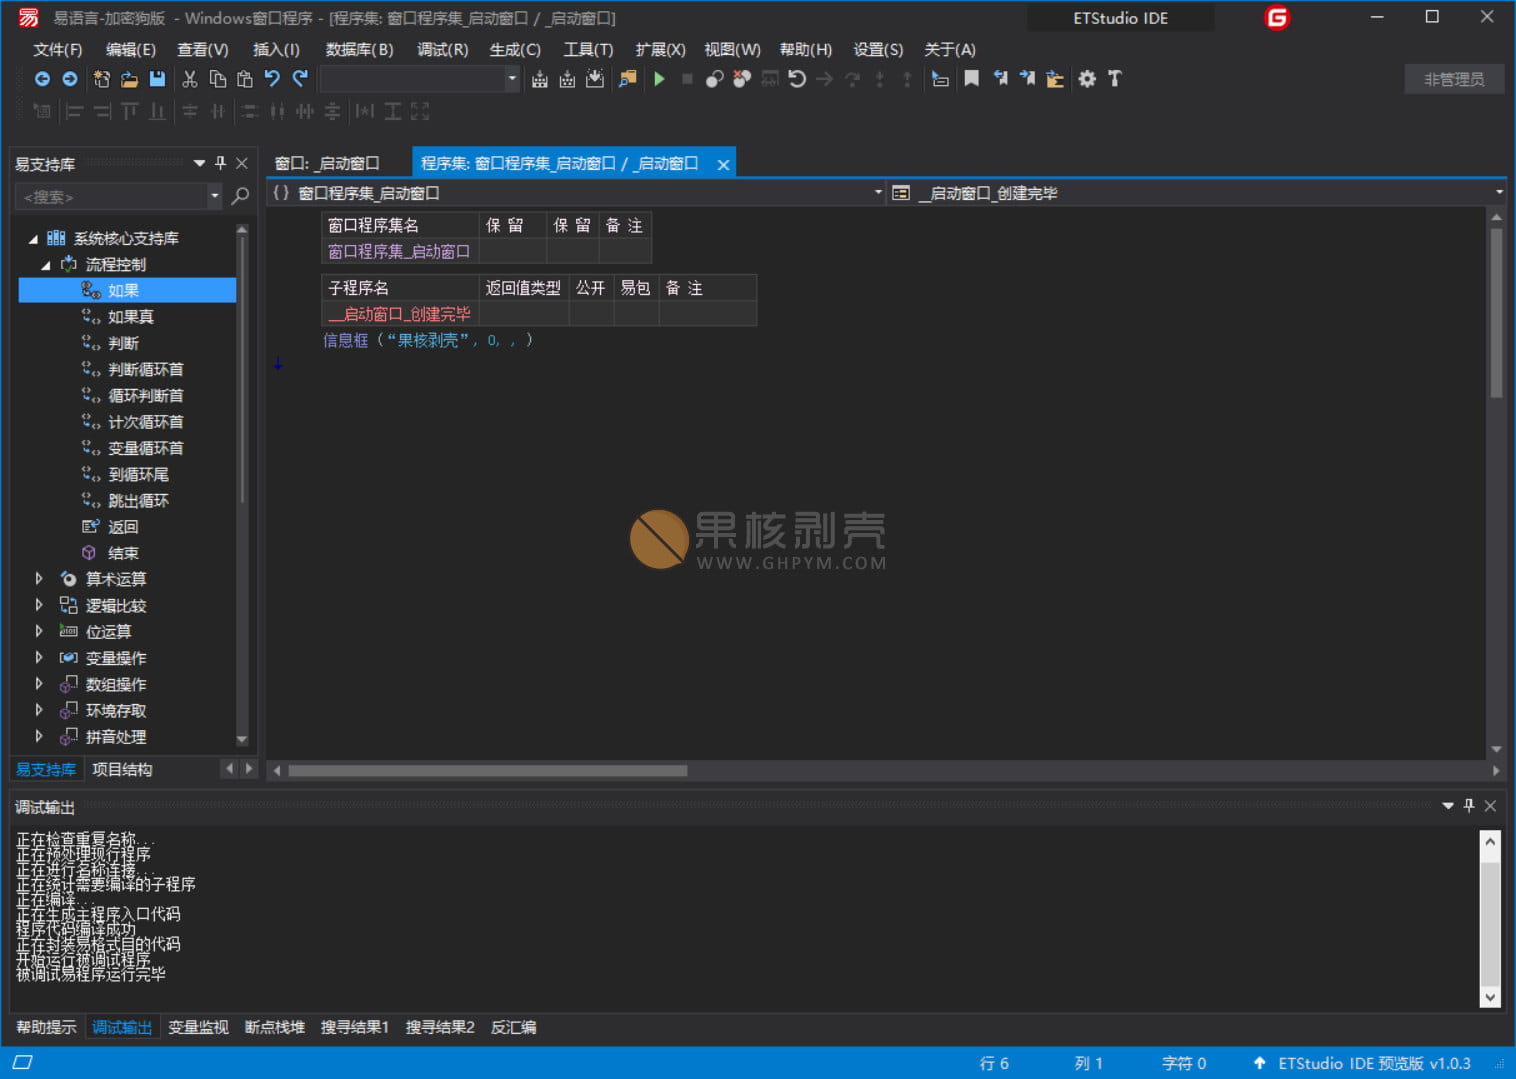 易语言-加密狗版 - Windows窗口程序 - [程序集: 窗口程序集_启动窗口 / _启动窗口]
ETStudio IDE
文件(F) 编辑(E) 查看(V) 插入(I) 数据库(B) 调试(R) 生成(C) 工具(T) 扩展(X) 视图(W) 帮助(H) 设置(S) 关于(A)
非管理员
易支持库
<搜索>
系统核心支持库
流程控制
如果
如果真
判断
判断循环首
循环判断首
计次循环首
变量循环首
到循环尾
跳出循环
返回
结束
算术运算
逻辑比较
位运算
变量操作
数组操作
环境存取
拼音处理
易支持库 项目结构
窗口: _启动窗口 程序集: 窗口程序集_启动窗口 / _启动窗口
{} 窗口程序集_启动窗口 __启动窗口_创建完毕
窗口程序集名 保 留 保 留 备 注
窗口程序集_启动窗口
子程序名 返回值类型 公开 易包 备 注
__启动窗口_创建完毕
信息框 (“果核剥壳”, 0, , )
果核剥壳
WWW.GHPYM.COM
调试输出
正在检查重复名称...
正在预处理现行程序
正在进行名称连接...
正在统计需要编译的子程序
正在编译...
正在生成主程序入口代码
程序代码编译成功
正在封装易格式目的代码
开始运行被调试程序
被调试易程序运行完毕
帮助提示 调试输出 变量监视 断点栈堆 搜寻结果1 搜寻结果2 反汇编
行 6 列 1 字符 0 ETStudio IDE 预览版 v1.0.3